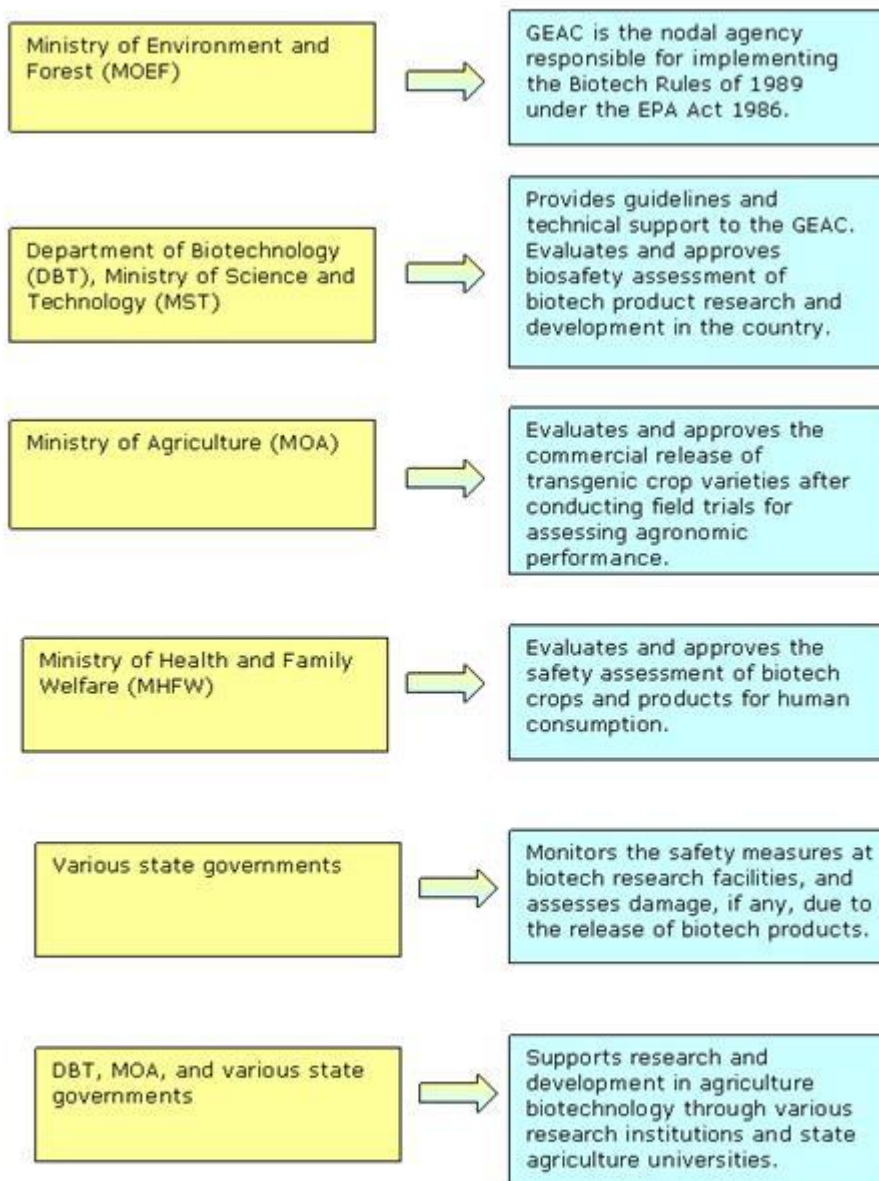 Ministry of Environment and
Forest (MOEF)
GEAC is the nodal agency
responsible for implementing
the Biotech Rules of 1989
under the EPA Act 1986.
Department of Biotechnology
(DBT), Ministry of Science and
Technology (MST)
Provides guidelines and
technical support to the GEAC.
Evaluates and approves
biosafety assessment of
biotech product research and
development in the country.
Ministry of Agriculture (MOA)
Evaluates and approves the
commercial release of
transgenic crop varieties after
conducting field trials for
assessing agronomic
performance.
Ministry of Health and Family
Welfare (MHFW)
Evaluates and approves the
safety assessment of biotech
crops and products for human
consumption.
Various state governments
Monitors the safety measures at
biotech research facilities, and
assesses damage, if any, due to
the release of biotech products.
DBT, MOA, and various state
governments
Supports research and
development in agriculture
biotechnology through various
research institutions and state
agriculture universities.